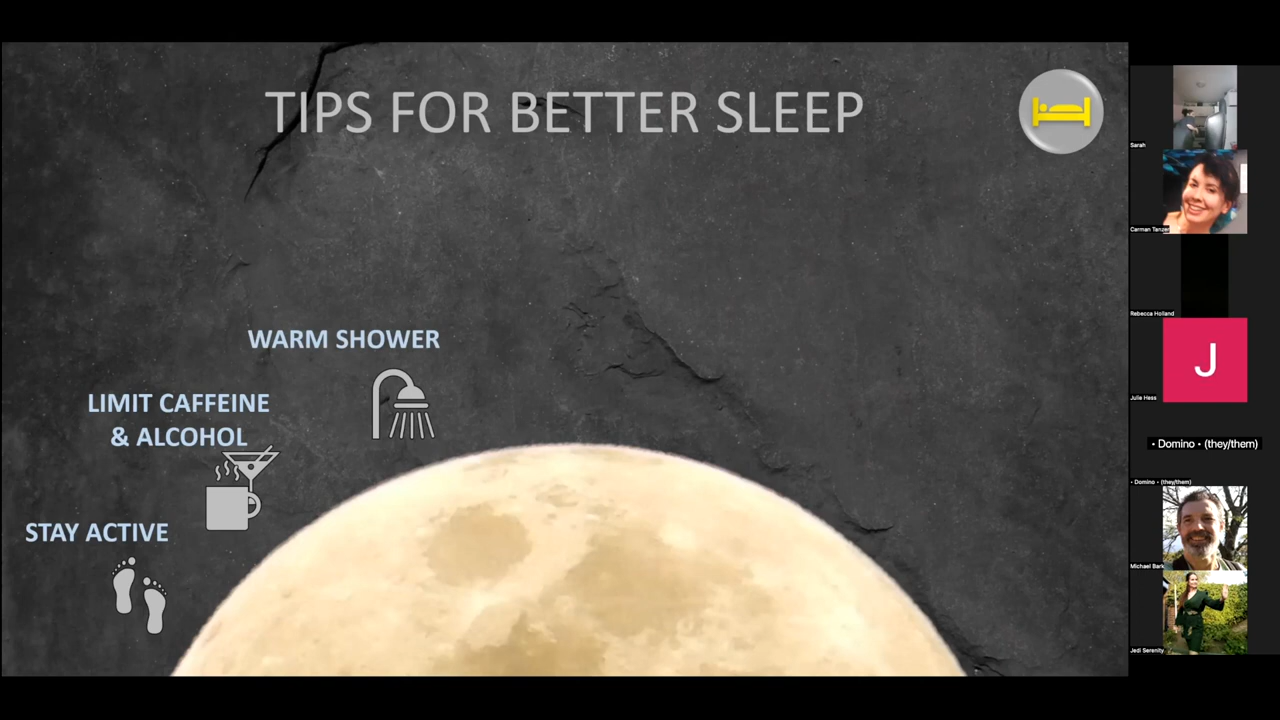 TIPS FOR BETTER SLEEP
WARM SHOWER
LIMIT CAFFEINE
& ALCOHOL
STAY ACTIVE
Sarah
Carman Tanzer
Rebecca Holland
J
Julie Hess
• Domino • (they/them)
• Domino • (they/them)
Michael Bark
Jedi Serenity